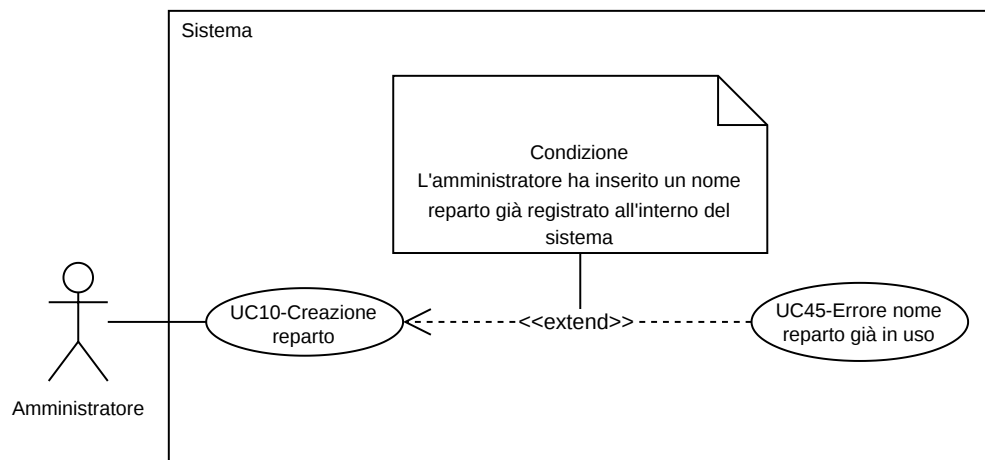 Sistema
Condizione
L'amministratore ha inserito un nome
reparto già registrato all'interno del
sistema
UC10-Creazione
reparto
<<extend>>
UC45-Errore nome
reparto già in uso
Amministratore